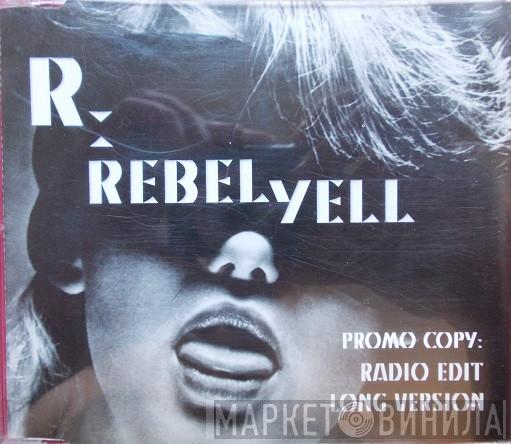 R.
REBEL YELL
PROMO COPY:
RADIO EDIT
LONG VERSION
МАРКЕТ ВИНИЛА